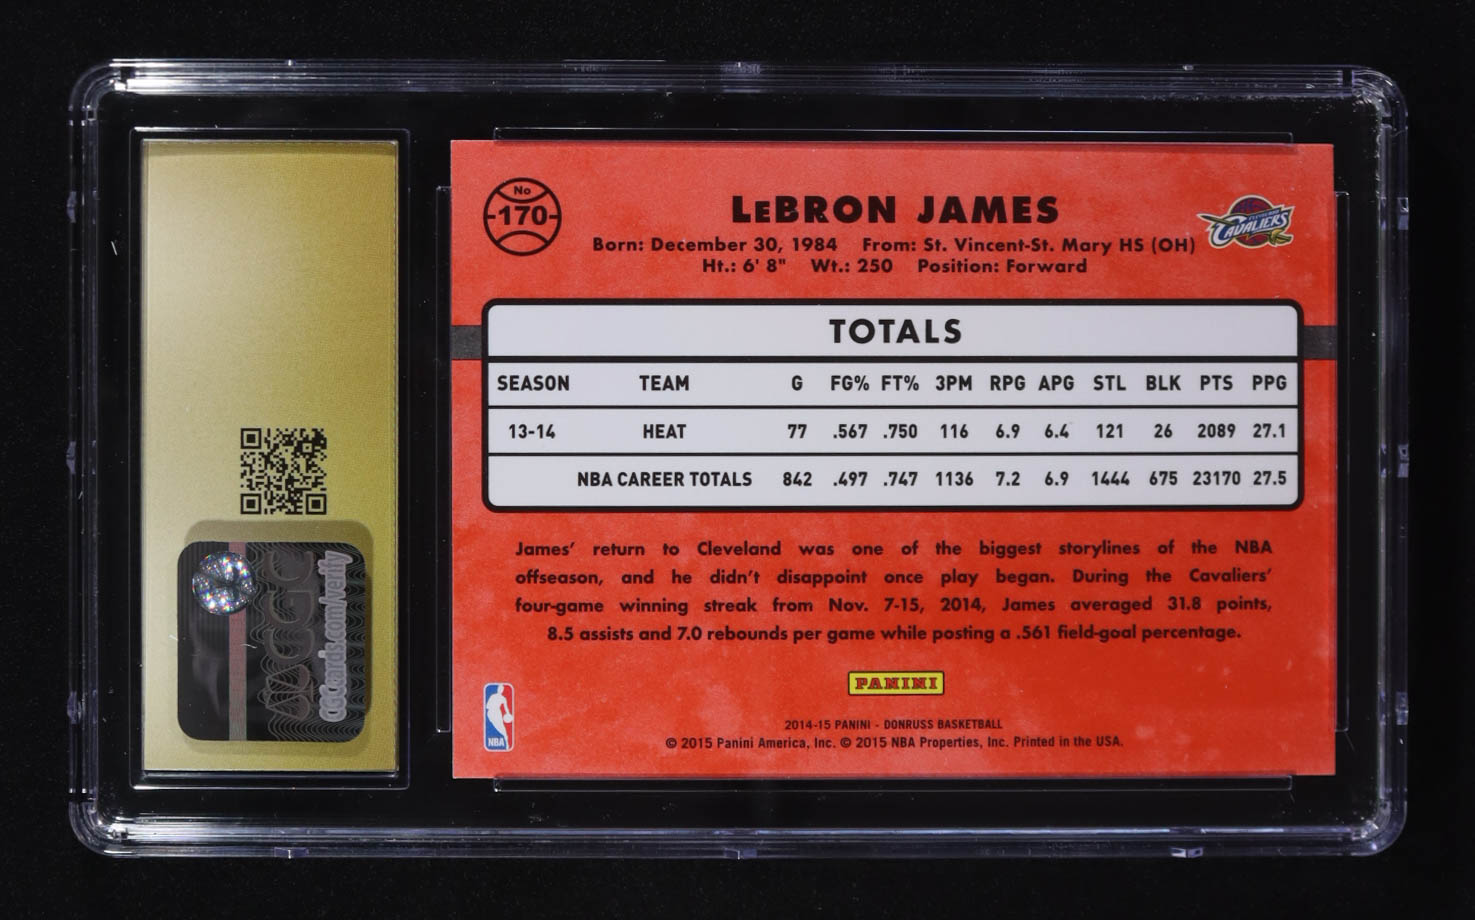 No
170
LEBRON JAMES
Born: December 30, 1984 From: St. Vincent-St. Mary HS (OH)
Ht.: 6' 8" Wt.: 250 Position: Forward
CLEVELAND
CAVALIERS
TOTALS
SEASON TEAM G FG% FT% 3PM RPG APG STL BLK PTS PPG
13-14 HEAT 77 .567 .750 116 6.9 6.4 121 26 2089 27.1
NBA CAREER TOTALS 842 .497 .747 1136 7.2 6.9 1444 675 23170 27.5
James' return to Cleveland was one of the biggest storylines of the NBA
offseason, and he didn't disappoint once play began. During the Cavaliers'
four-game winning streak from Nov. 7-15, 2014, James averaged 31.8 points,
8.5 assists and 7.0 rebounds per game while posting a .561 field-goal percentage.
PANINI
NBA
2014-15 PANINI - DONRUSS BASKETBALL
© 2015 Panini America, Inc. © 2015 NBA Properties, Inc. Printed in the USA.
CGCcards.com/verify